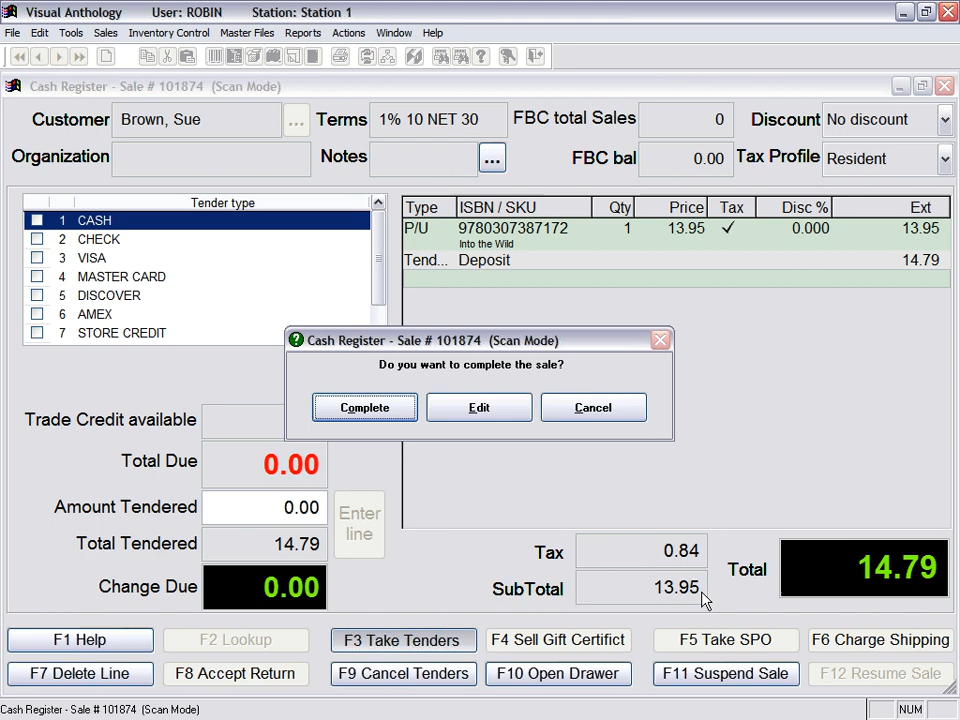 Visual Anthology User: ROBIN Station: Station 1
File Edit Tools Sales Inventory Control Master Files Reports Actions Window Help
Cash Register - Sale # 101874 (Scan Mode)
Customer Brown, Sue ... Terms 1% 10 NET 30 FBC total Sales 0 Discount No discount
Organization Notes ... FBC bal 0.00 Tax Profile Resident
Tender type
1 CASH
2 CHECK
3 VISA
4 MASTER CARD
5 DISCOVER
6 AMEX
7 STORE CREDIT
Type ISBN / SKU Qty Price Tax Disc % Ext
P/U 9780307387172 1 13.95 ✓ 0.000 13.95
Into the Wild
Tend... Deposit 14.79
Cash Register - Sale # 101874 (Scan Mode)
Do you want to complete the sale?
Complete Edit Cancel
Trade Credit available
Total Due 0.00
Amount Tendered 0.00
Enter line
Total Tendered 14.79
Change Due 0.00
Tax 0.84
SubTotal 13.95
Total 14.79
F1 Help F2 Lookup F3 Take Tenders F4 Sell Gift Certifict F5 Take SPO F6 Charge Shipping
F7 Delete Line F8 Accept Return F9 Cancel Tenders F10 Open Drawer F11 Suspend Sale F12 Resume Sale
Cash Register - Sale # 101874 (Scan Mode) NUM